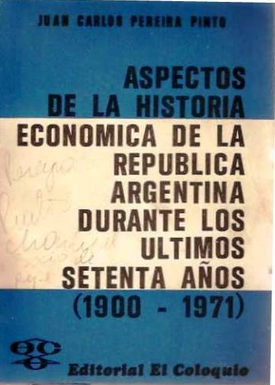 JUAN CARLOS PEREIRA PINTO
ASPECTOS
DE LA HISTORIA
ECONOMICA DE LA
REPUBLICA
ARGENTINA
DURANTE LOS
ULTIMOS
SETENTA AÑOS
(1900 - 1971)
Editorial El Coloquio